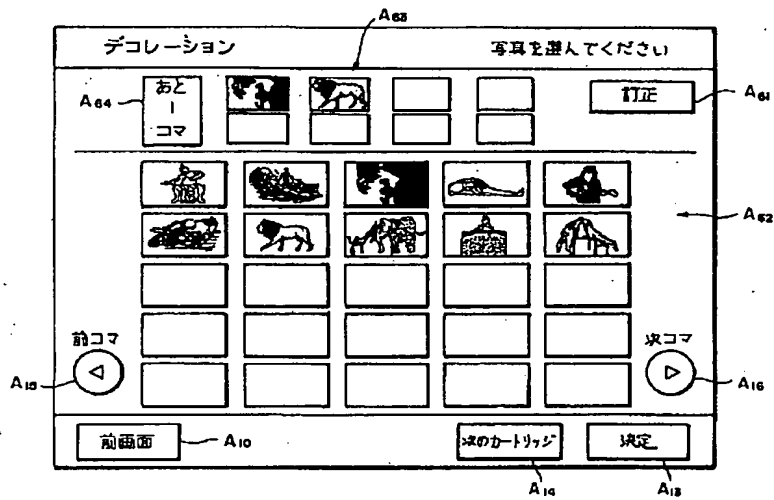 A63
デコレーション 写真を選んでください
A64
あと
ー
コマ
訂正
A61
A62
前コマ
次コマ
A15
A16
前画面
A10
次のカートリッジ
決定
A14
A13